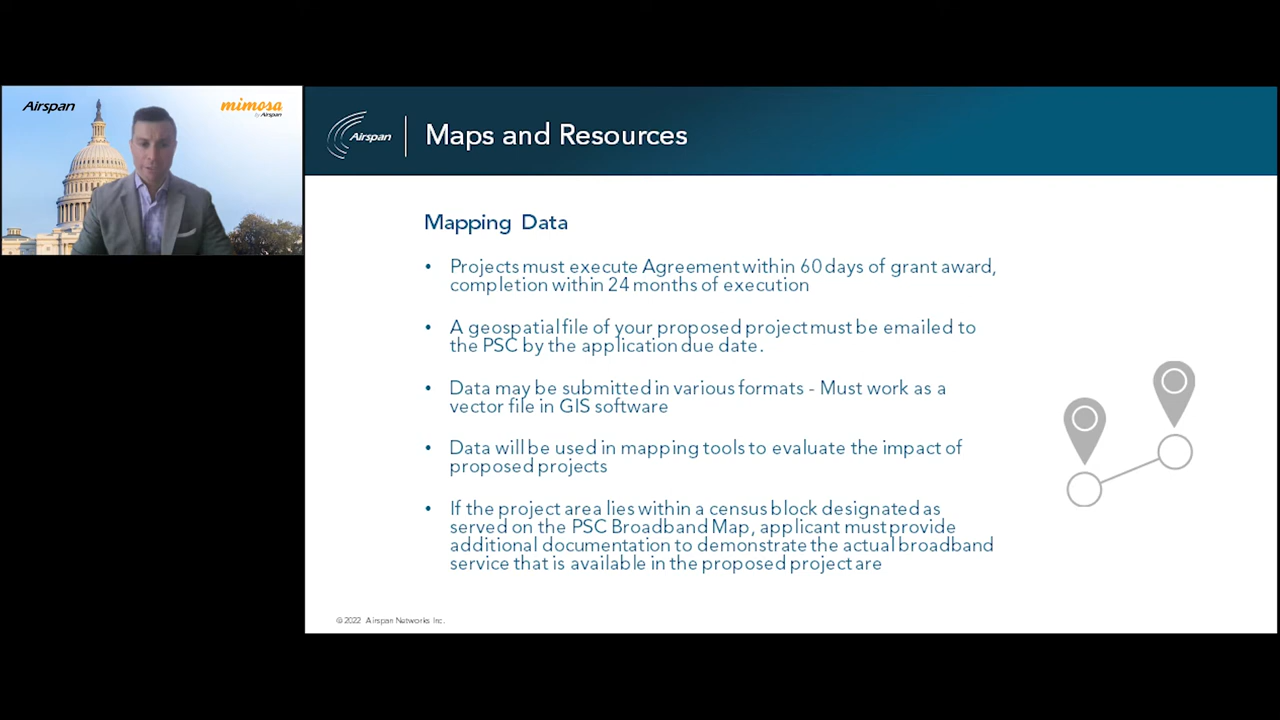 Airspan
mimosa
by Airspan
Airspan
Maps and Resources
Mapping Data
• Projects must execute Agreement within 60 days of grant award,
completion within 24 months of execution
• A geospatial file of your proposed project must be emailed to
the PSC by the application due date.
• Data may be submitted in various formats - Must work as a
vector file in GIS software
• Data will be used in mapping tools to evaluate the impact of
proposed projects
• If the project area lies within a census block designated as
served on the PSC Broadband Map, applicant must provide
additional documentation to demonstrate the actual broadband
service that is available in the proposed project are
© 2022 Airspan Networks Inc.